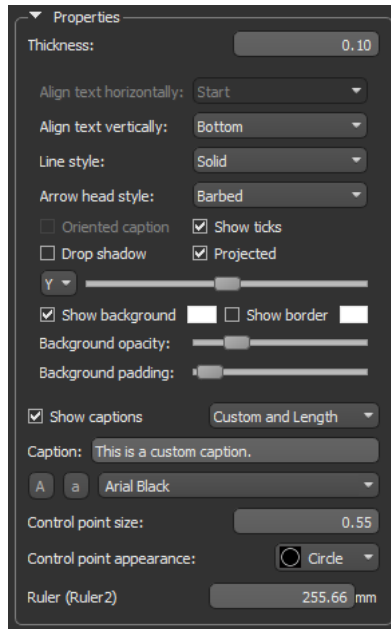 Properties
Thickness: 0.10
Align text horizontally: Start
Align text vertically: Bottom
Line style: Solid
Arrow head style: Barbed
Oriented caption Show ticks
Drop shadow Projected
Y
Show background Show border
Background opacity:
Background padding:
Show captions Custom and Length
Caption: This is a custom caption.
A a Arial Black
Control point size: 0.55
Control point appearance: Circle
Ruler (Ruler2) 255.66 mm